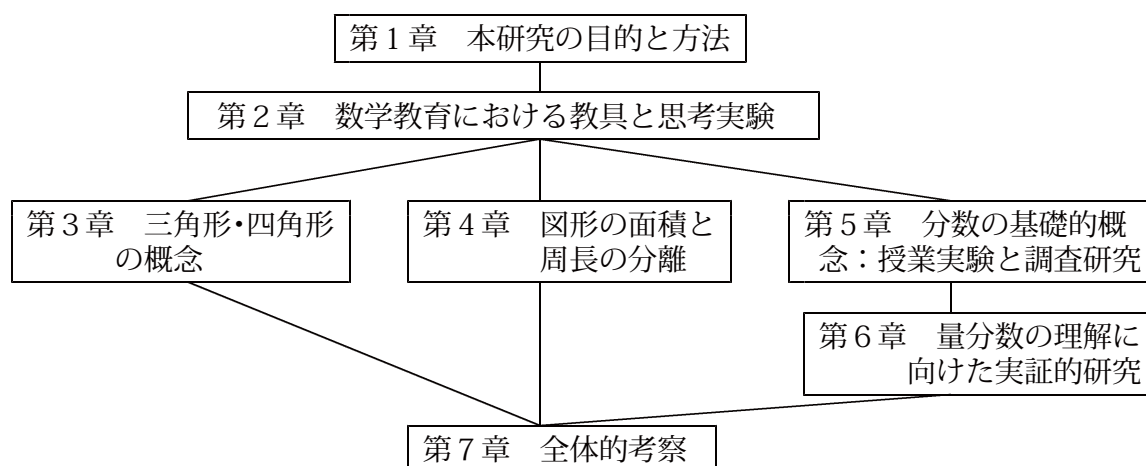 第1章　本研究の目的と方法
第2章　数学教育における教具と思考実験
第3章　三角形・四角形
の概念
第4章　図形の面積と
周長の分離
第5章　分数の基礎的概
念：授業実験と調査研究
第6章　量分数の理解に
向けた実証的研究
第7章　全体的考察